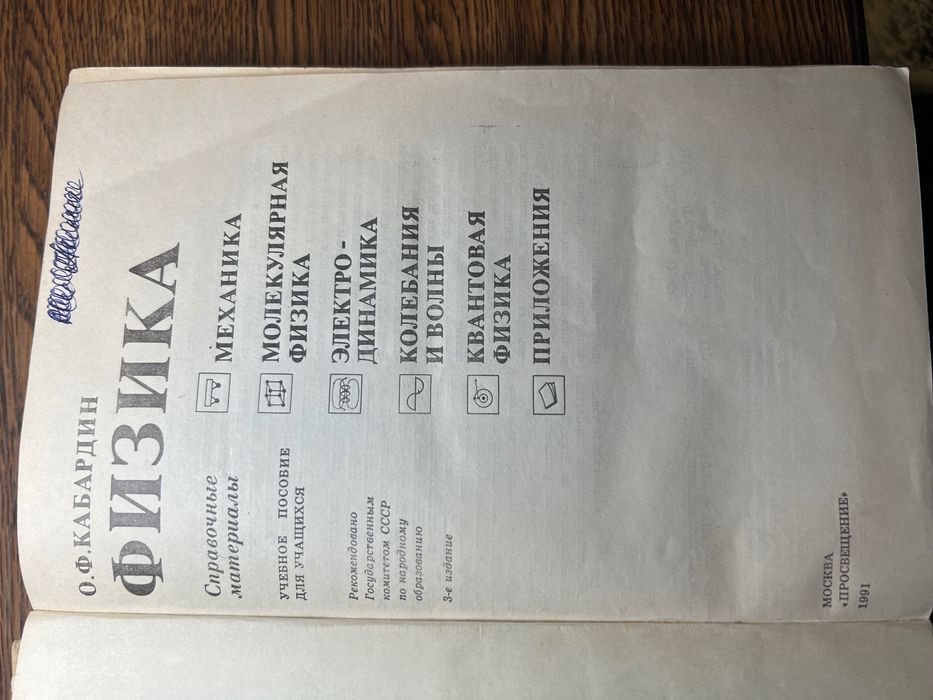 О.Ф.КАБАРДИН
ФИЗИКА
Справочные
материалы
УЧЕБНОЕ ПОСОБИЕ
ДЛЯ УЧАЩИХСЯ
Рекомендовано
Государственным
комитетом СССР
по народному
образованию
3-е издание
МЕХАНИКА
МОЛЕКУЛЯРНАЯ
ФИЗИКА
ЭЛЕКТРО-
ДИНАМИКА
КОЛЕБАНИЯ
И ВОЛНЫ
КВАНТОВАЯ
ФИЗИКА
ПРИЛОЖЕНИЯ
МОСКВА
«ПРОСВЕЩЕНИЕ»
1991